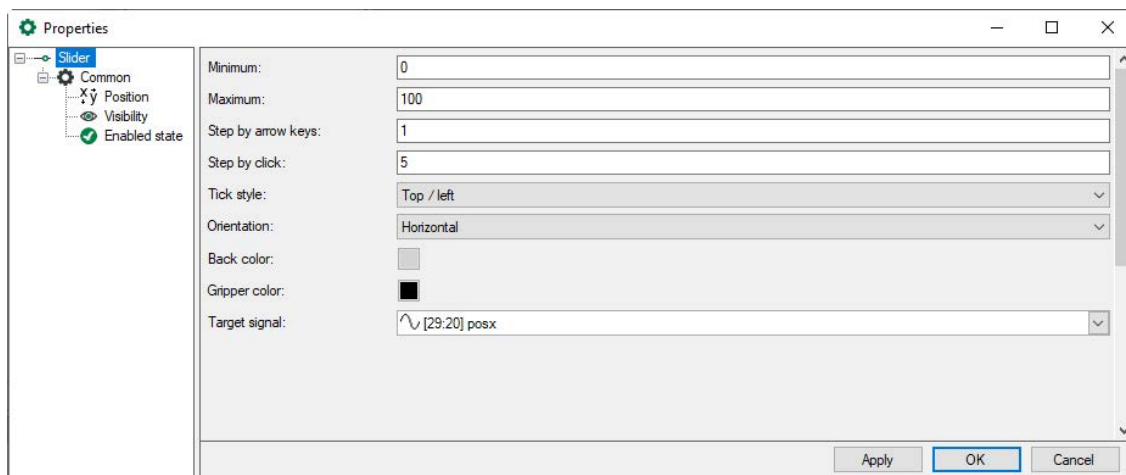 Properties
Slider
Common
Position
Visibility
Enabled state
Minimum: 0
Maximum: 100
Step by arrow keys: 1
Step by click: 5
Tick style: Top / left
Orientation: Horizontal
Back color:
Gripper color:
Target signal: [29:20] posx
Apply OK Cancel